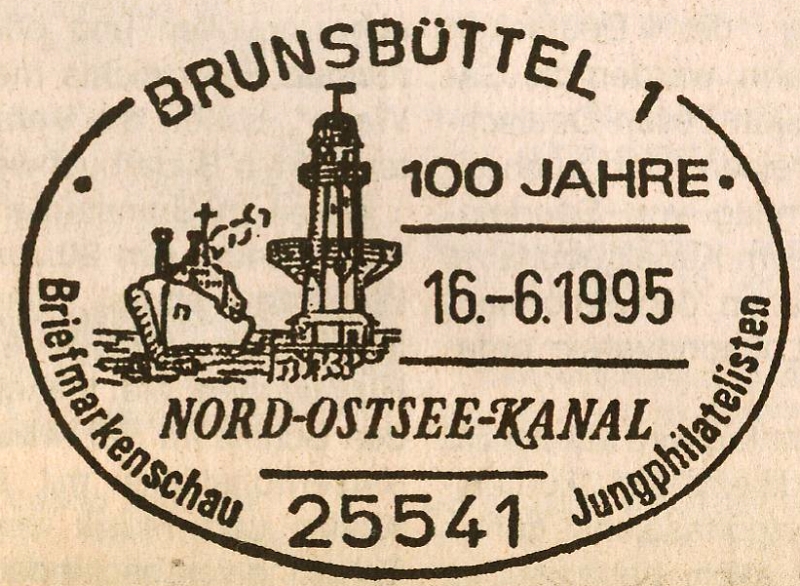 BRUNSBÜTTEL 1
100 JAHRE
16.-6.1995
NORD-OSTSEE-KANAL
25541
Briefmarkenschau
Jungphilatelisten